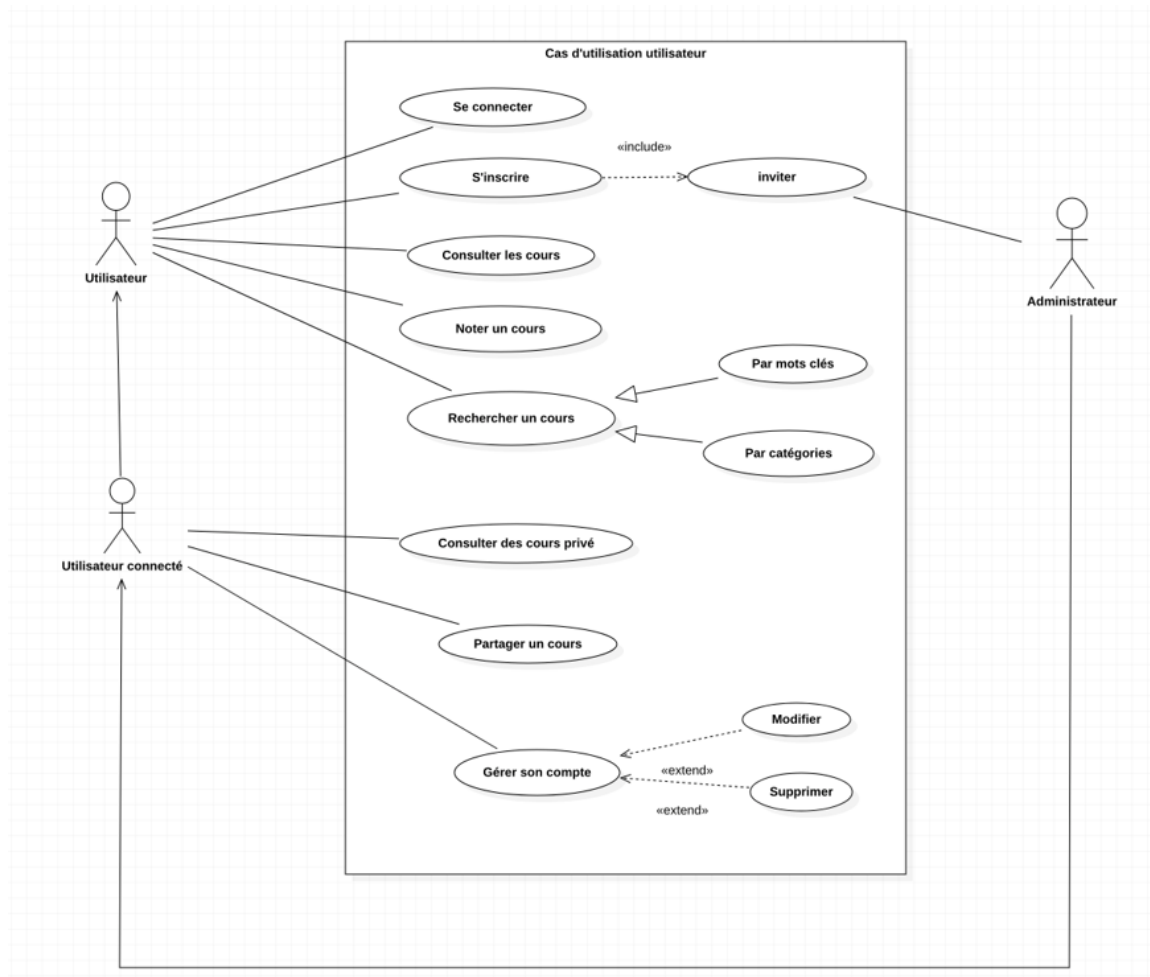 Cas d'utilisation utilisateur
Se connecter
«include»
S'inscrire
inviter
Consulter les cours
Utilisateur
Administrateur
Noter un cours
Par mots clés
Rechercher un cours
Par catégories
Consulter des cours privé
Utilisateur connecté
Partager un cours
Modifier
Gérer son compte
«extend»
Supprimer
«extend»